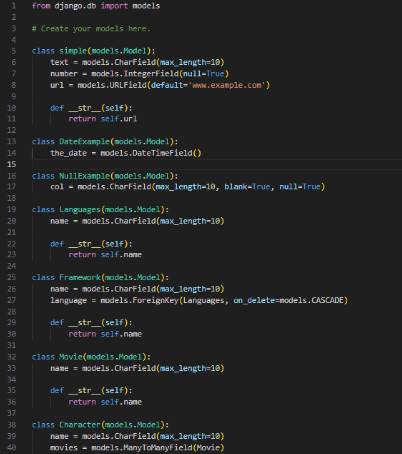 1 from django.db import models
2
3 # Create your models here.
4
5 class simple(models.Model):
6     text = models.CharField(max_length=10)
7     number = models.IntegerField(null=True)
8     url = models.URLField(default='www.example.com')
9
10     def __str__(self):
11         return self.url
12
13 class DateExample(models.Model):
14     the_date = models.DateTimeField()
15
16 class NullExample(models.Model):
17     col = models.CharField(max_length=10, blank=True, null=True)
18
19 class Languages(models.Model):
20     name = models.CharField(max_length=10)
21
22     def __str__(self):
23         return self.name
24
25 class Framework(models.Model):
26     name = models.CharField(max_length=10)
27     language = models.ForeignKey(Languages, on_delete=models.CASCADE)
28
29     def __str__(self):
30         return self.name
31
32 class Movie(models.Model):
33     name = models.CharField(max_length=10)
34
35     def __str__(self):
36         return self.name
37
38 class Character(models.Model):
39     name = models.CharField(max_length=10)
40     movies = models.ManyToManyField(Movie)